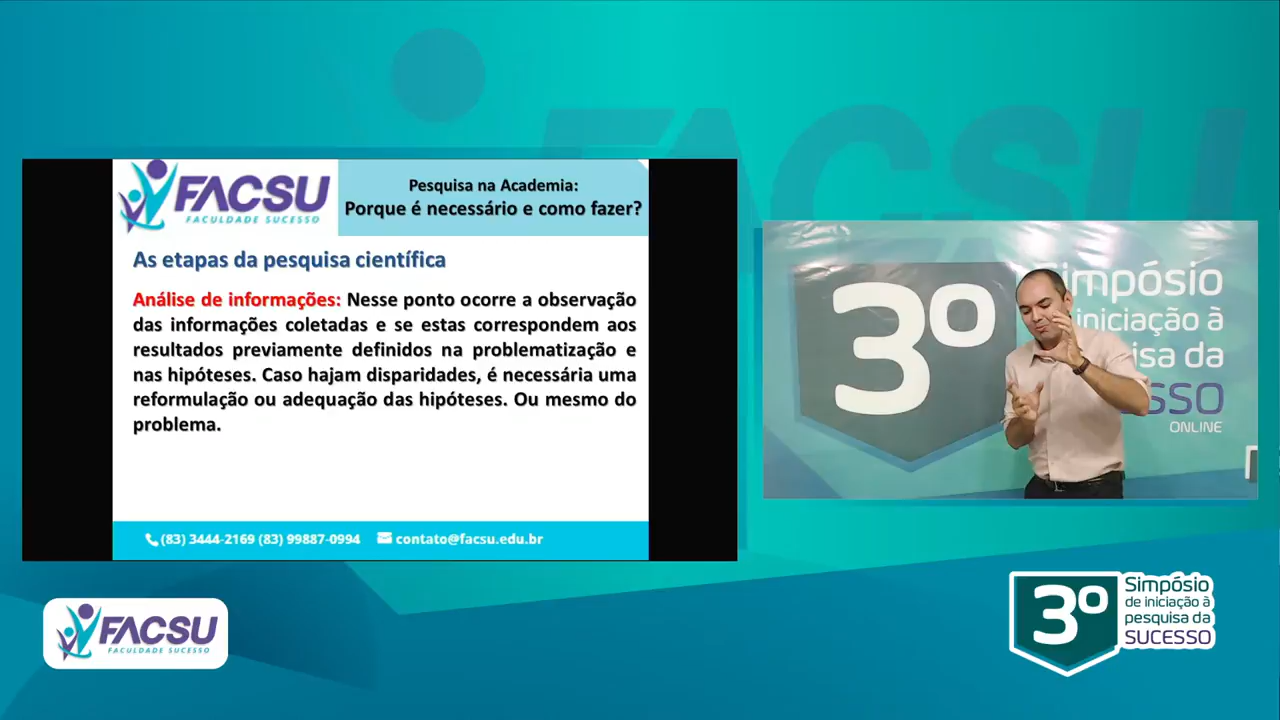 FACSU
FACSU
FACULDADE SUCESSO
Pesquisa na Academia:
Porque é necessário e como fazer?
As etapas da pesquisa científica
Análise de informações: Nesse ponto ocorre a observação
das informações coletadas e se estas correspondem aos
resultados previamente definidos na problematização e
nas hipóteses. Caso hajam disparidades, é necessária uma
reformulação ou adequação das hipóteses. Ou mesmo do
problema.
(83) 3444-2169 (83) 99887-0994
contato@facsu.edu.br
3º
Simpósio
iniciação à
isa da
SSO
ONLINE
FACSU
FACULDADE SUCESSO
3º
Simpósio
de iniciação à
pesquisa da
SUCESSO